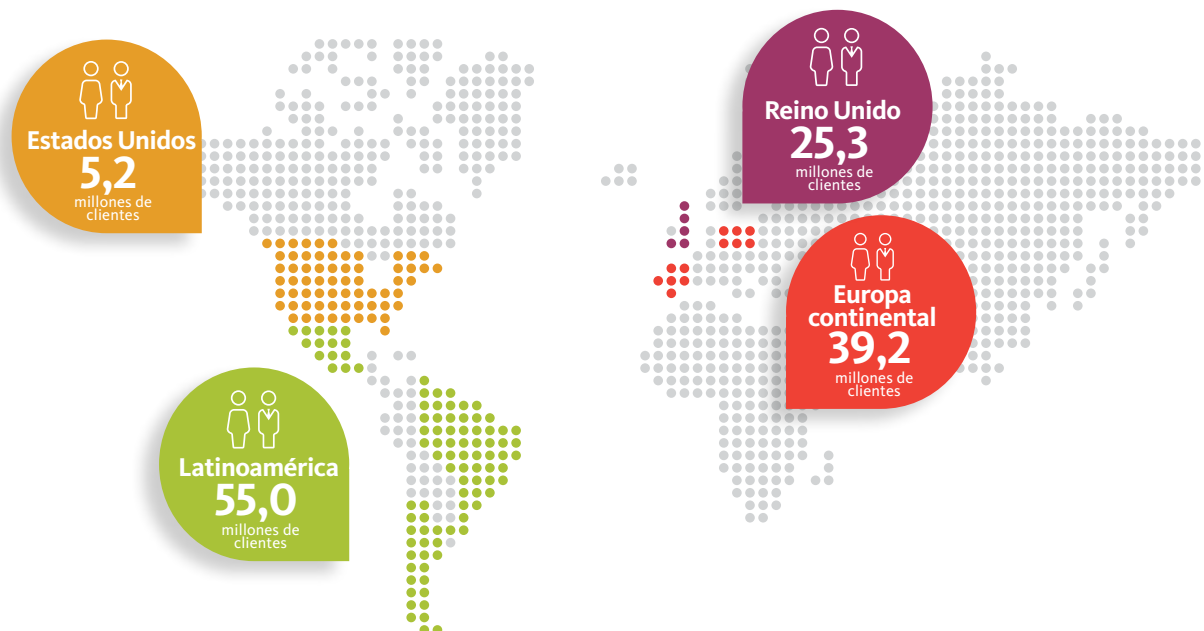 Estados Unidos
5,2
millones de
clientes
Reino Unido
25,3
millones de
clientes
Europa
continental
39,2
millones de
clientes
Latinoamérica
55,0
millones de
clientes